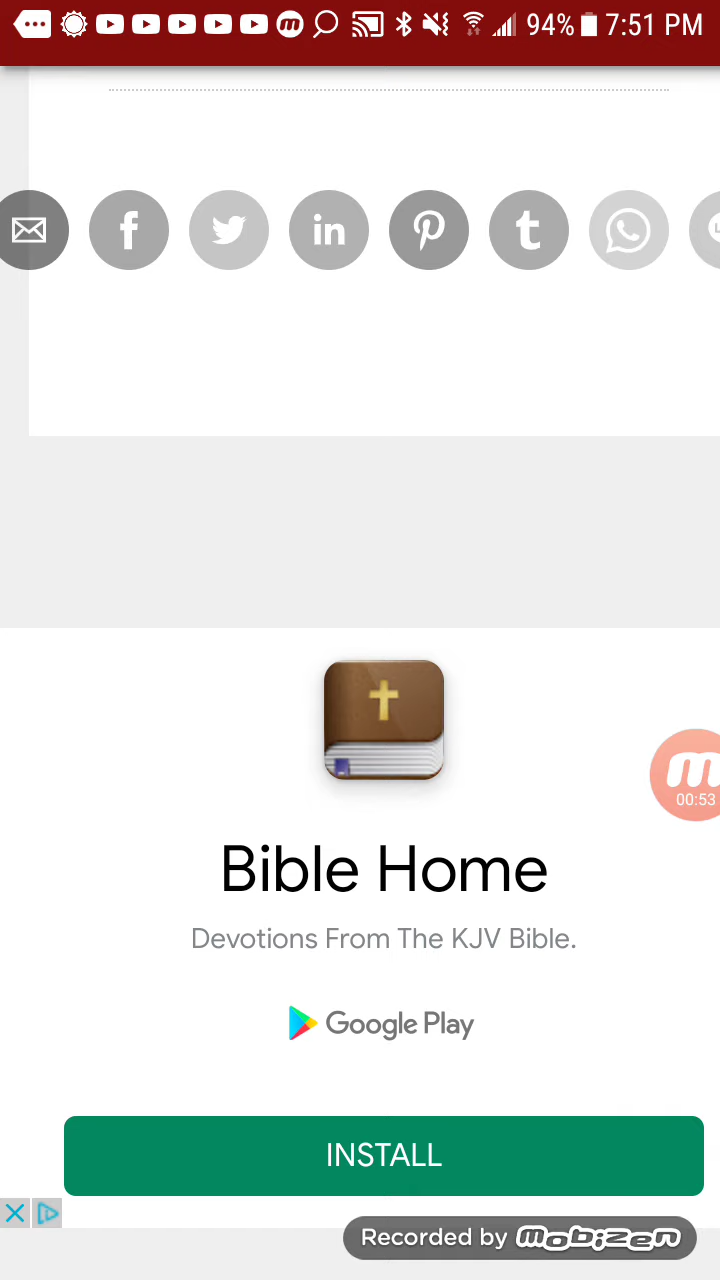 94% 7:51 PM
00:53
Bible Home
Devotions From The KJV Bible.
Google Play
INSTALL
Recorded by mobizen